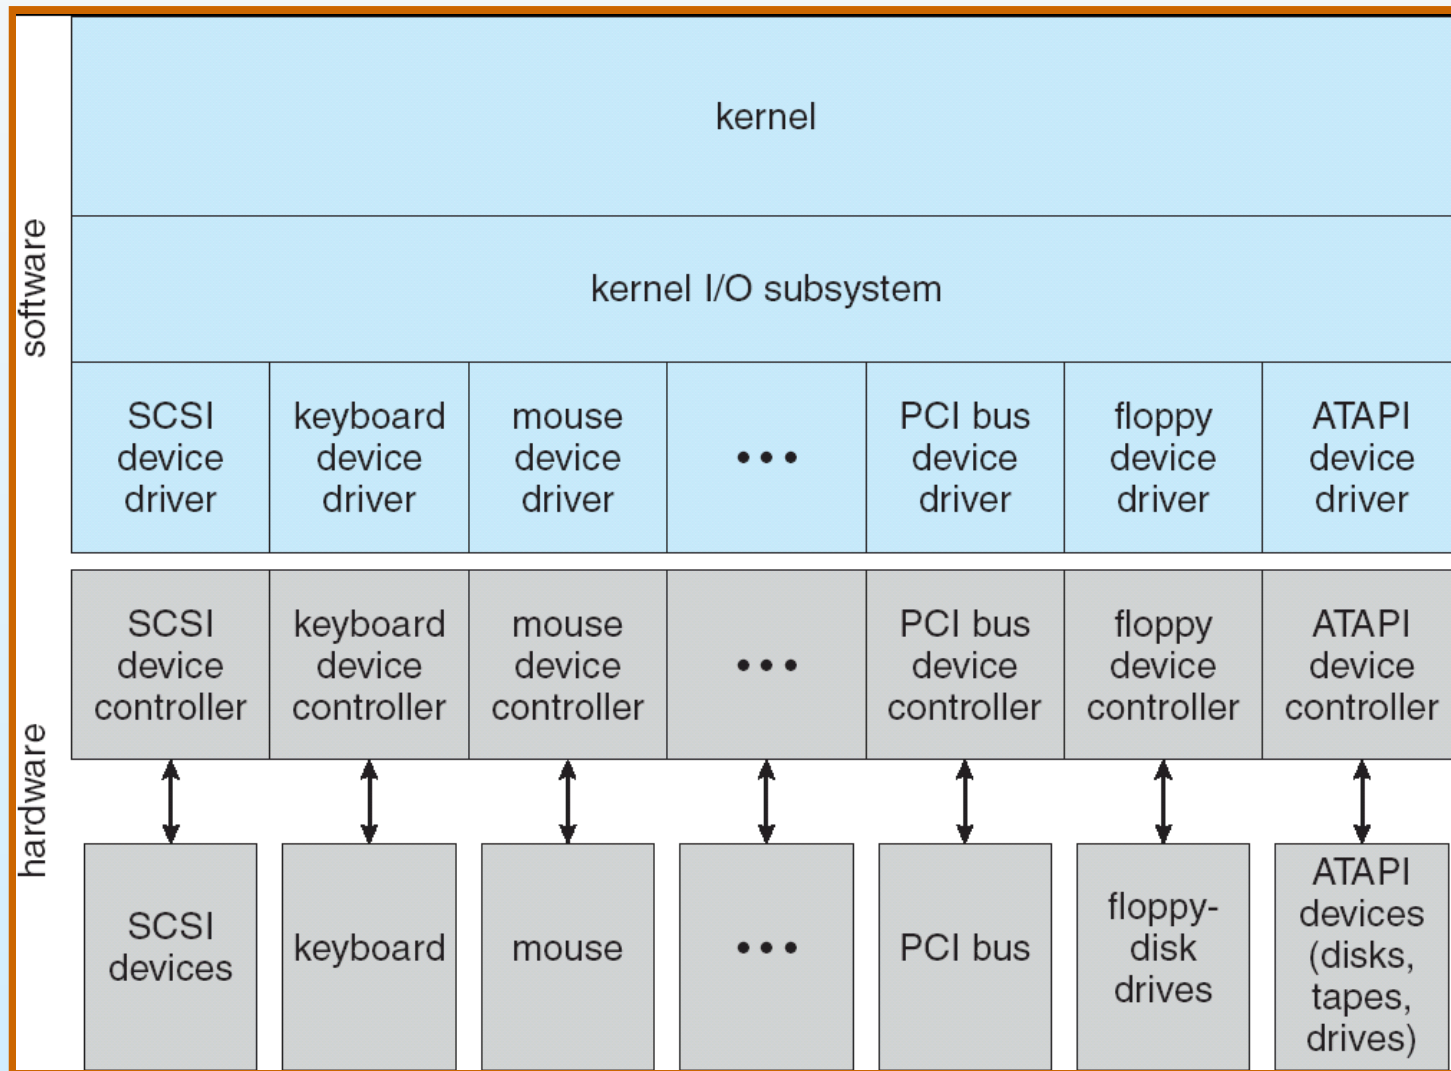 software
kernel
kernel I/O subsystem
SCSI
device
driver
keyboard
device
driver
mouse
device
driver
•••
PCI bus
device
driver
floppy
device
driver
ATAPI
device
driver
hardware
SCSI
device
controller
keyboard
device
controller
mouse
device
controller
•••
PCI bus
device
controller
floppy
device
controller
ATAPI
device
controller
SCSI
devices
keyboard
mouse
•••
PCI bus
floppy-
disk
drives
ATAPI
devices
(disks,
tapes,
drives)